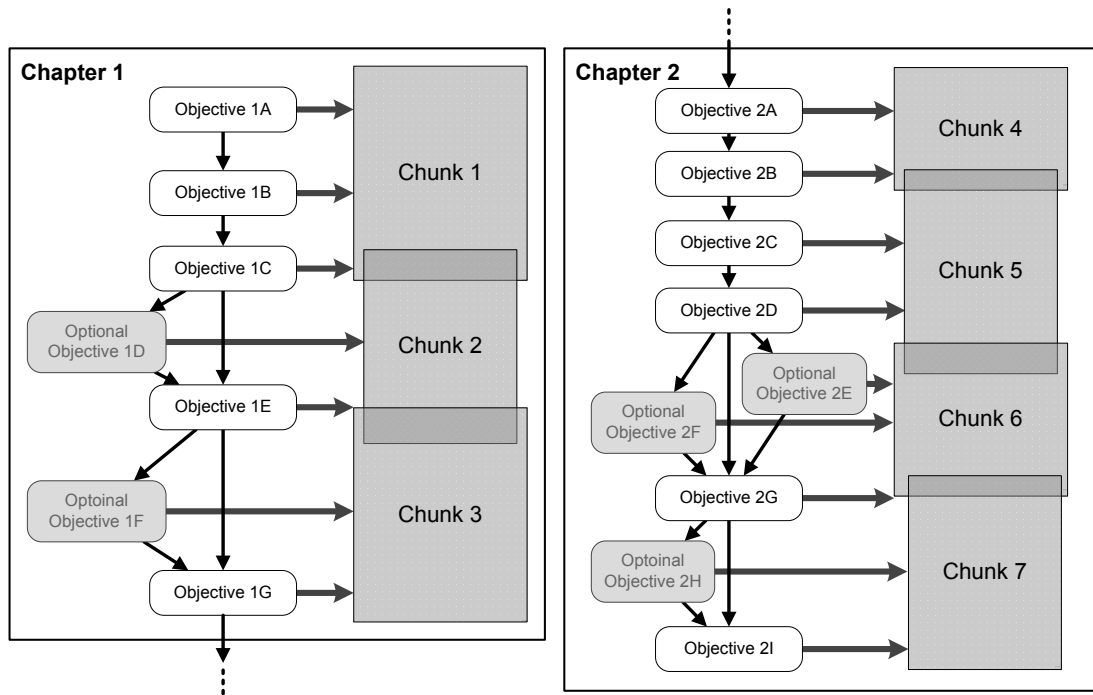 Chapter 1
Objective 1A
Objective 1B
Objective 1C
Optional
Objective 1D
Objective 1E
Optoinal
Objective 1F
Objective 1G
Chunk 1
Chunk 2
Chunk 3
Chapter 2
Objective 2A
Objective 2B
Objective 2C
Objective 2D
Optional
Objective 2E
Optional
Objective 2F
Objective 2G
Optoinal
Objective 2H
Objective 2I
Chunk 4
Chunk 5
Chunk 6
Chunk 7